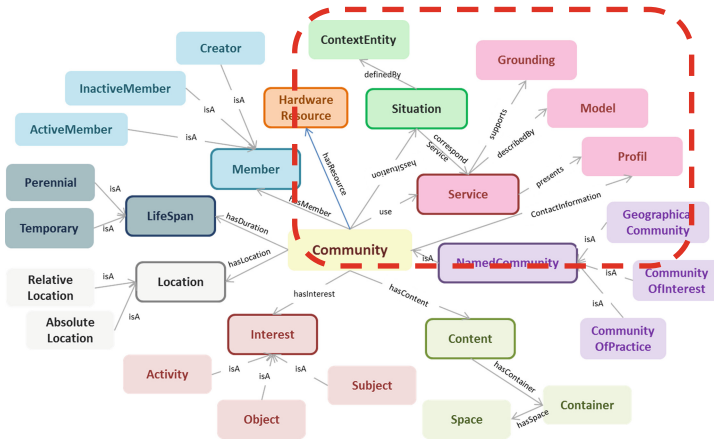 ContextEntity
Creator
Grounding
definedBy
InactiveMember
isA
isA
Hardware
Resource
Situation
supports
Model
ActiveMember
isA
correspond
Service
describedBy
Member
hasResource
hasSituation
Profil
Perennial
isA
LifeSpan
hasMember
use
Service
presents
ContactInformation
Temporary
isA
hasDuration
Geographical
Community
Community
isA
hasLocation
isA
NamedCommunity
Relative
Location
isA
Location
isA
Community
OfInterest
hasInterest
hasContent
isA
Absolute
Location
isA
Interest
Content
Community
OfPractice
Activity
isA
isA
isA
Subject
hasContainer
Object
Space
hasSpace
Container